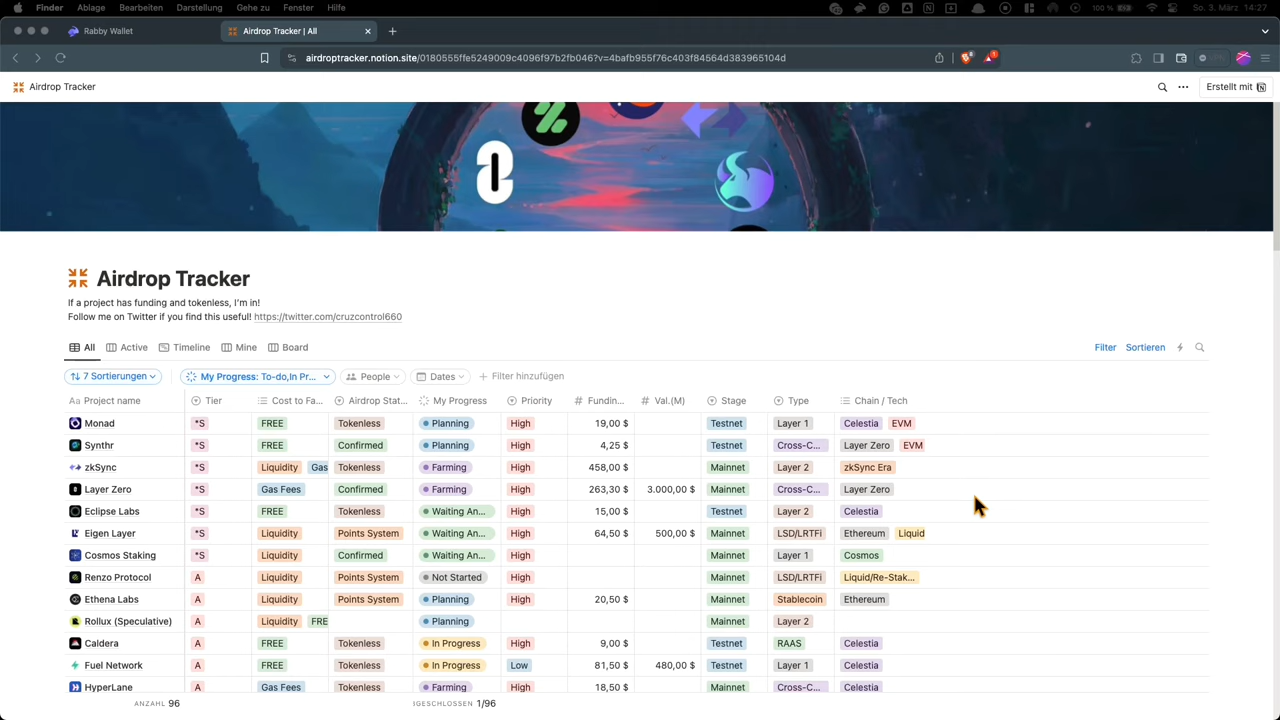 Finder Ablage Bearbeiten Darstellung Gehe zu Fenster Hilfe 100 % So. 3. März 14:27
Rabby Wallet Airdrop Tracker | All
airdroptracker.notion.site/0180555ffe5249009c4096f97b2fb046?v=4bafb955f76c403f84564d383965104d VPN
Airdrop Tracker Erstellt mit
Airdrop Tracker
If a project has funding and tokenless, I'm in!
Follow me on Twitter if you find this useful! https://twitter.com/cruzcontrol660
All Active Timeline Mine Board Filter Sortieren
7 Sortierungen My Progress: To-do,In Pr... People Dates + Filter hinzufügen
Aa Project name Tier Cost to Fa... Airdrop Stat... My Progress Priority # Fundin... # Val.(M) Stage Type Chain / Tech
Monad *S FREE Tokenless Planning High 19,00 $ Testnet Layer 1 Celestia EVM
Synthr *S FREE Confirmed Planning High 4,25 $ Testnet Cross-C... Layer Zero EVM
zkSync *S Liquidity Gas Tokenless Farming High 458,00 $ Mainnet Layer 2 zkSync Era
Layer Zero *S Gas Fees Confirmed Farming High 263,30 $ 3.000,00 $ Mainnet Cross-C... Layer Zero
Eclipse Labs *S FREE Tokenless Waiting An... High 15,00 $ Testnet Layer 2 Celestia
Eigen Layer *S Liquidity Points System Waiting An... High 64,50 $ 500,00 $ Mainnet LSD/LRTFi Ethereum Liquid
Cosmos Staking *S Liquidity Confirmed Waiting An... High Mainnet Layer 1 Cosmos
Renzo Protocol A Liquidity Points System Not Started High Mainnet LSD/LRTFi Liquid/Re-Stak...
Ethena Labs A Liquidity Points System Planning High 20,50 $ Mainnet Stablecoin Ethereum
Rollux (Speculative) A Liquidity FRE Planning Mainnet Layer 2
Caldera A FREE Tokenless In Progress High 9,00 $ Testnet RAAS Celestia
Fuel Network A FREE Tokenless In Progress Low 81,50 $ 480,00 $ Testnet Layer 1 Celestia
HyperLane A Gas Fees Tokenless Farming High 18,50 $ Mainnet Cross-C... Celestia
ANZAHL 96 IGESCHLOSSEN 1/96